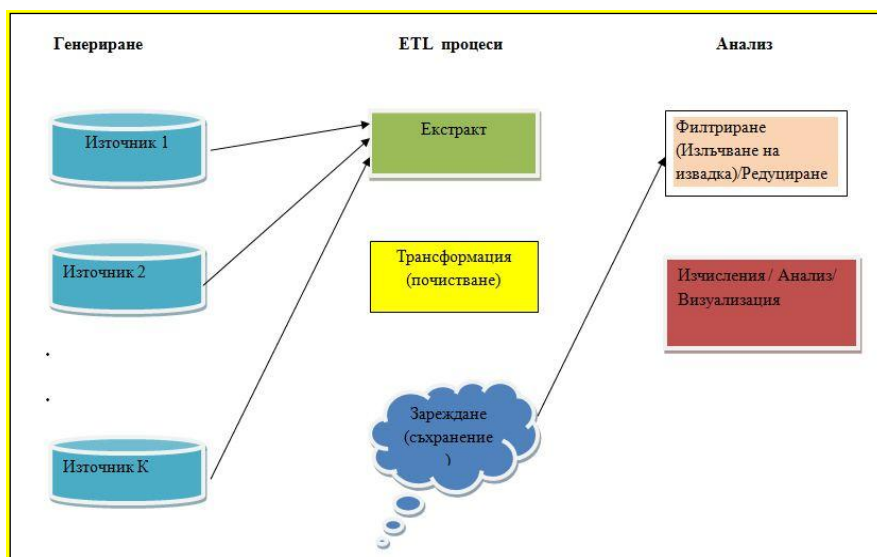 Генериране
ETL процеси
Анализ
Източник 1
Екстракт
Филтриране
(Излъчване на
извадка)/Редуциране
Източник 2
Трансформация
(почистване)
Изчисления / Анализ/
Визуализация
.
.
Зареждане
(съхранение
)
Източник К